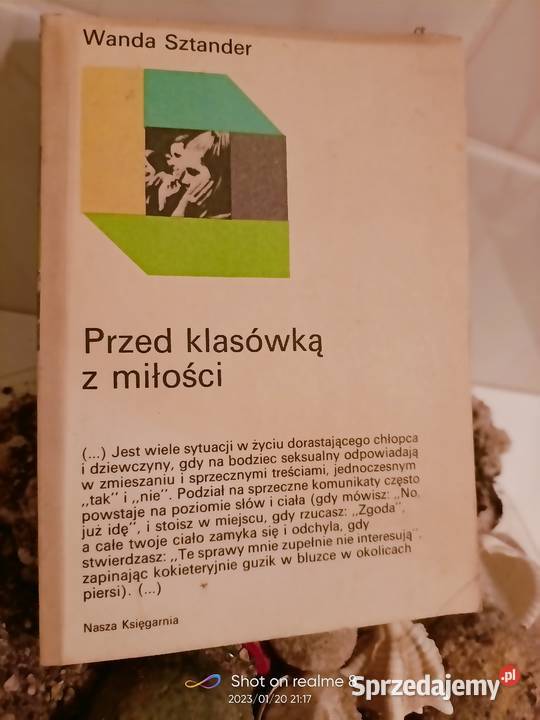 Wanda Sztander
Przed klasówką
z miłości
(...) Jest wiele sytuacji w życiu dorastającego chłopca
i dziewczyny, gdy na bodziec seksualny odpowiadają
w zmieszaniu i sprzecznymi treściami, jednoczesnym
„tak” i „nie”. Podział na sprzeczne komunikaty często
powstaje na poziomie słów i ciała (gdy mówisz: „No,
już idę”, i stoisz w miejscu, gdy rzucasz: „Zgoda”,
a całe twoje ciało zamyka się i odchyla, gdy
stwierdzasz: „Te sprawy mnie zupełnie nie interesują”,
zapinając kokieteryjnie guzik w bluzce w okolicach
piersi). (...)
Nasza Księgarnia
Shot on realme 8
2023/01/20 21:17
Sprzedajemy.pl